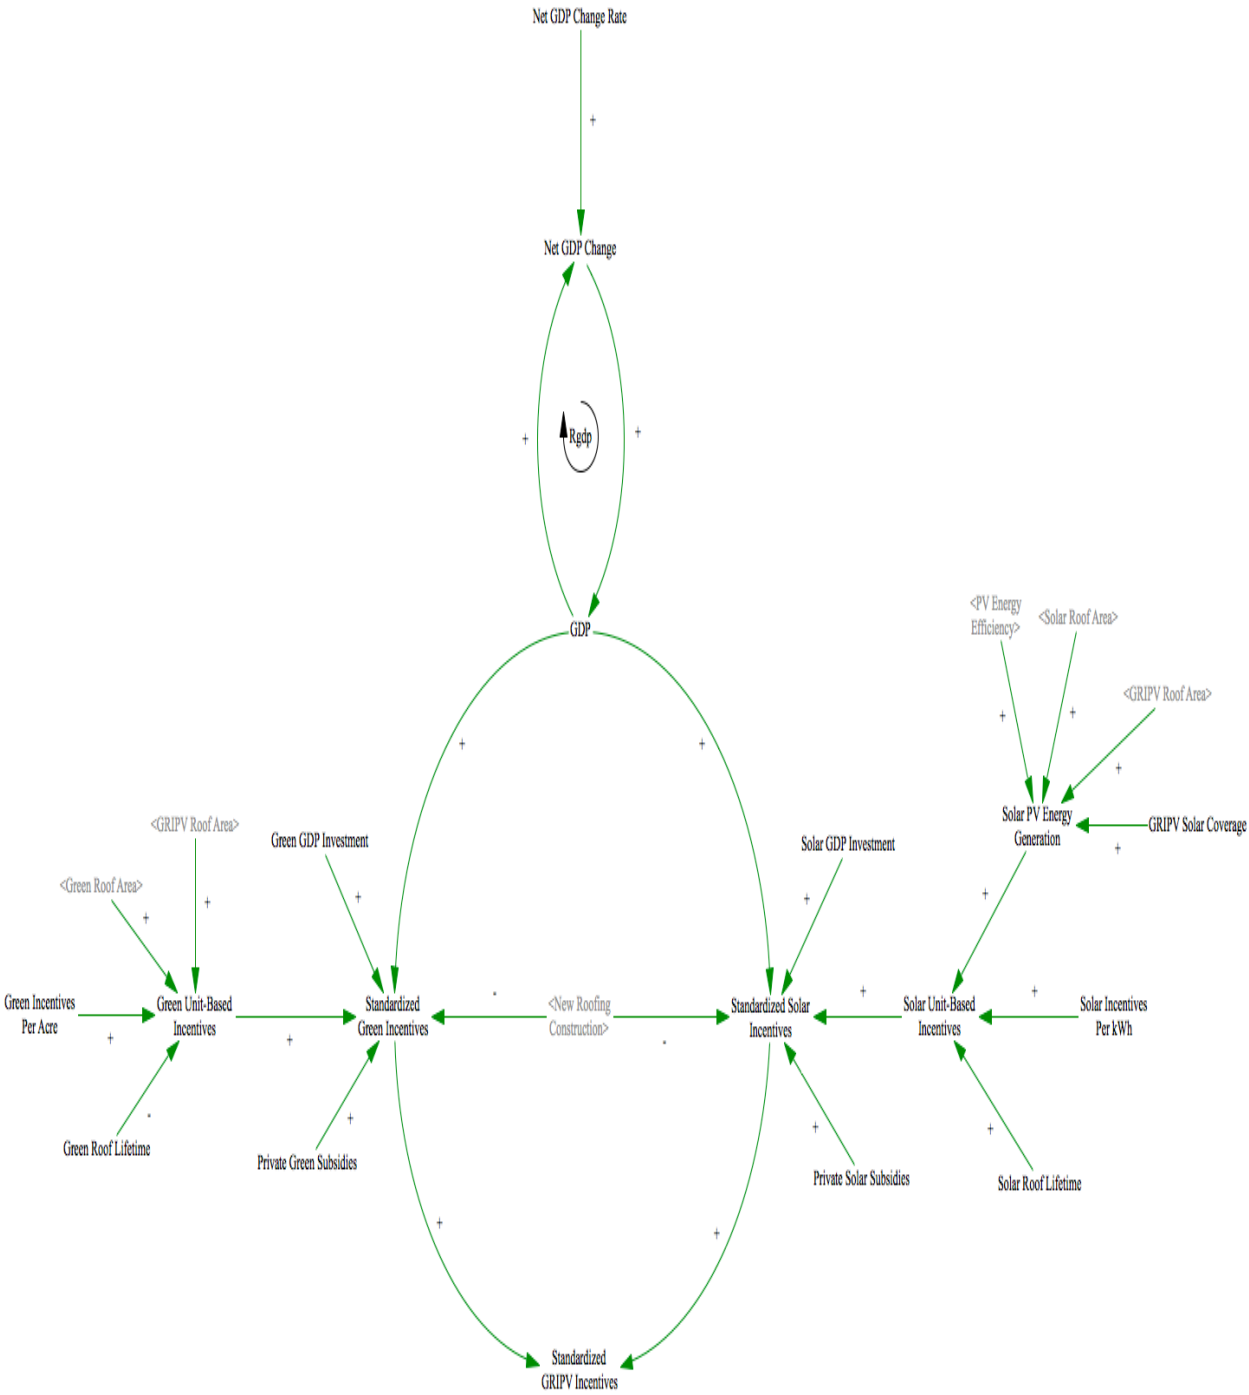 Net GDP Change Rate
+
Net GDP Change
+
Rgdp
+
GDP
<PV Energy
Efficiency>
<Solar Roof Area>
<GRIPV Roof Area>
+
+
+
+
+
Solar PV Energy
Generation
GRIPV Solar Coverage
+
<GRIPV Roof Area>
Green GDP Investment
Solar GDP Investment
<Green Roof Area>
+
+
+
+
+
Green Incentives
Per Acre
Green Unit-Based
Incentives
Standardized
Green Incentives
-
<New Roofing
Construction>
Standardized Solar
Incentives
+
Solar Unit-Based
Incentives
+
Solar Incentives
Per kWh
+
+
-
-
+
+
+
Green Roof Lifetime
Private Green Subsidies
Private Solar Subsidies
Solar Roof Lifetime
+
+
Standardized
GRIPV Incentives